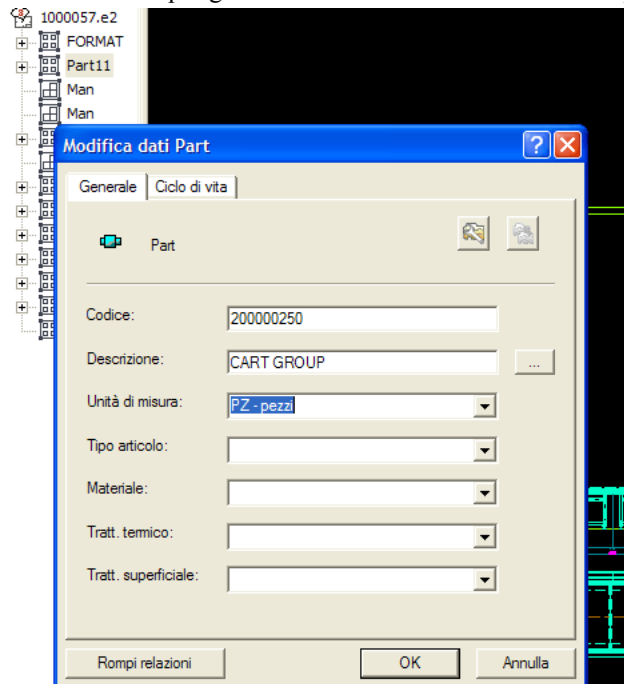 1000057.e2
FORMAT
Part11
Man
Man
Modifica dati Part
Generale
Ciclo di vita
Part
Codice:
200000250
Descrizione:
CART GROUP
...
Unità di misura:
PZ - pezzi
Tipo articolo:
Materiale:
Tratt. termico:
Tratt. superficiale:
Rompi relazioni
OK
Annulla